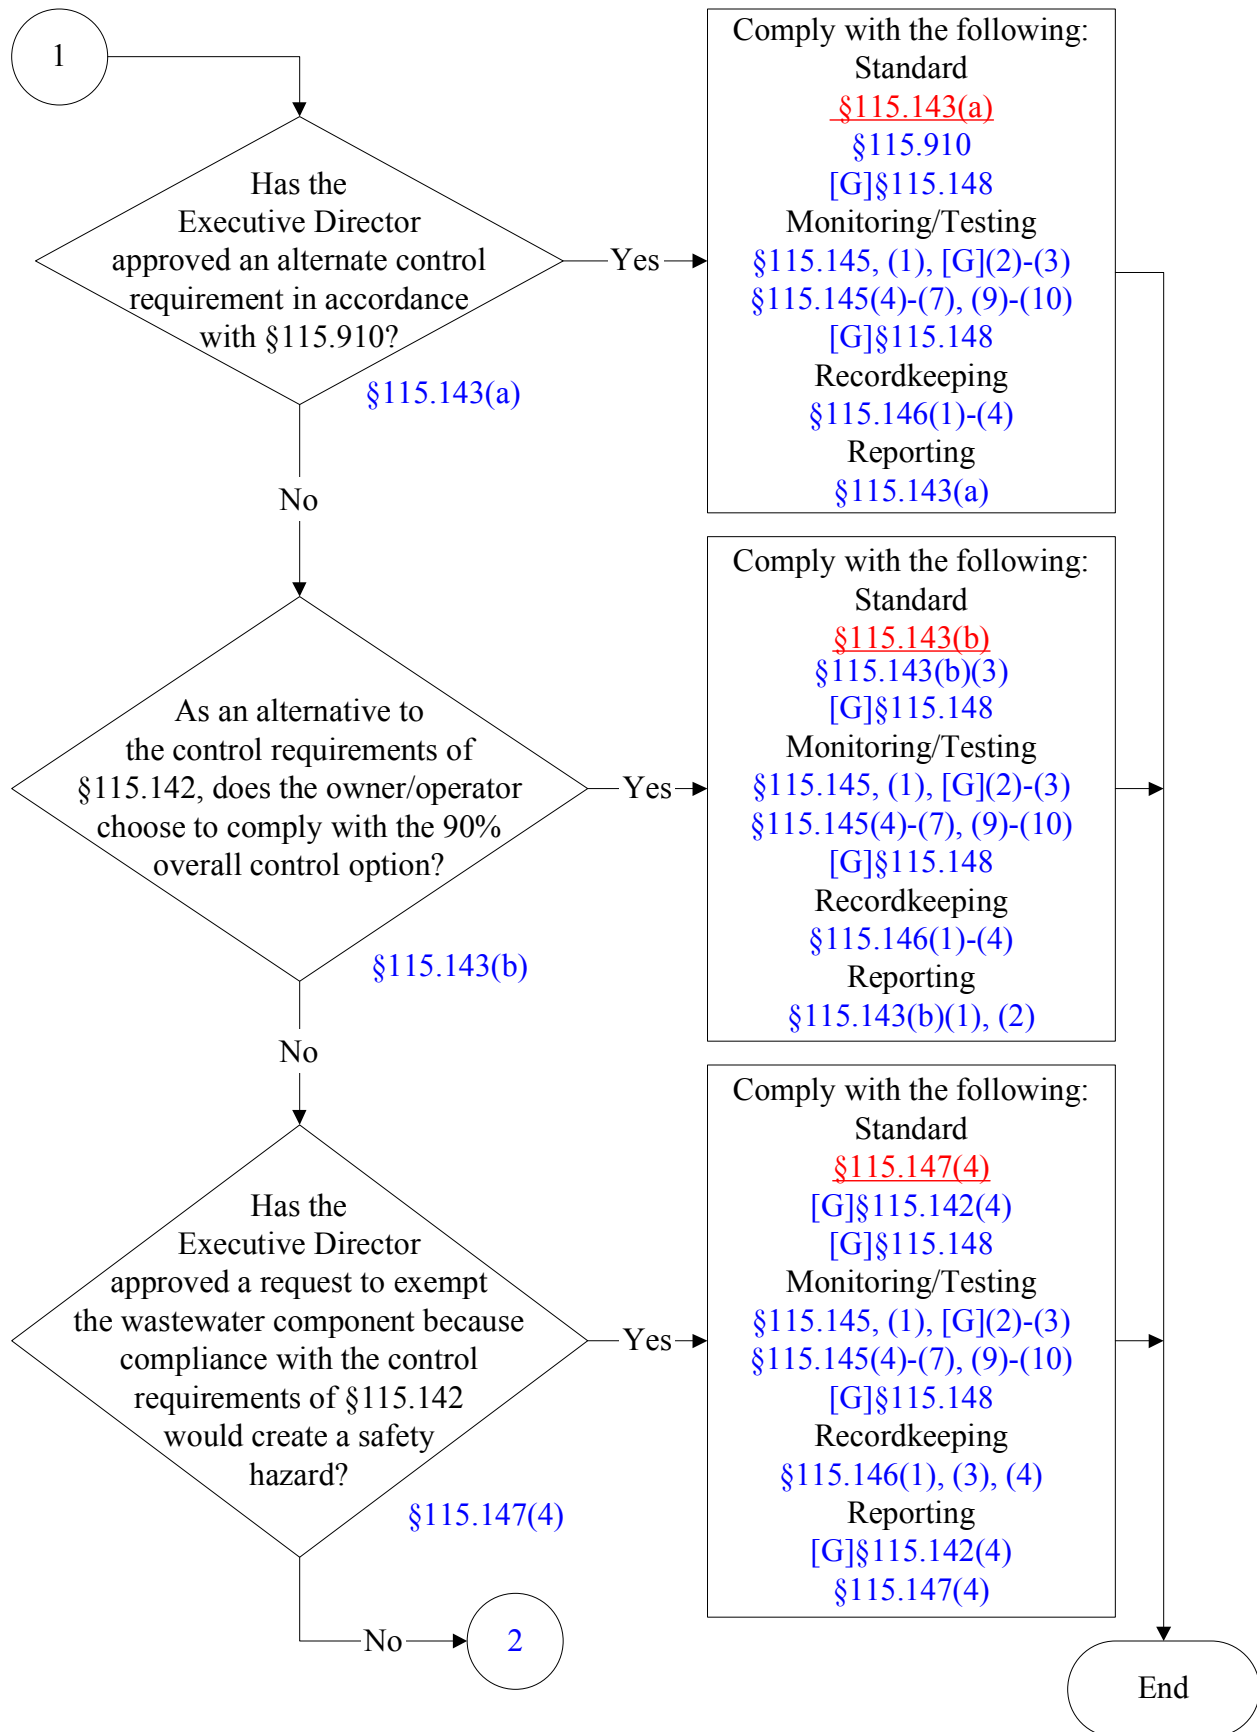 1
Has the
Executive Director
approved an alternate control
requirement in accordance
with §115.910?
§115.143(a)
Yes
Comply with the following:
Standard
§115.143(a)
§115.910
[G]§115.148
Monitoring/Testing
§115.145, (1), [G](2)-(3)
§115.145(4)-(7), (9)-(10)
[G]§115.148
Recordkeeping
§115.146(1)-(4)
Reporting
§115.143(a)
No
As an alternative to
the control requirements of
§115.142, does the owner/operator
choose to comply with the 90%
overall control option?
§115.143(b)
Yes
Comply with the following:
Standard
§115.143(b)
§115.143(b)(3)
[G]§115.148
Monitoring/Testing
§115.145, (1), [G](2)-(3)
§115.145(4)-(7), (9)-(10)
[G]§115.148
Recordkeeping
§115.146(1)-(4)
Reporting
§115.143(b)(1), (2)
No
Has the
Executive Director
approved a request to exempt
the wastewater component because
compliance with the control
requirements of §115.142
would create a safety
hazard?
§115.147(4)
Yes
Comply with the following:
Standard
§115.147(4)
[G]§115.142(4)
[G]§115.148
Monitoring/Testing
§115.145, (1), [G](2)-(3)
§115.145(4)-(7), (9)-(10)
[G]§115.148
Recordkeeping
§115.146(1), (3), (4)
Reporting
[G]§115.142(4)
§115.147(4)
No
2
End